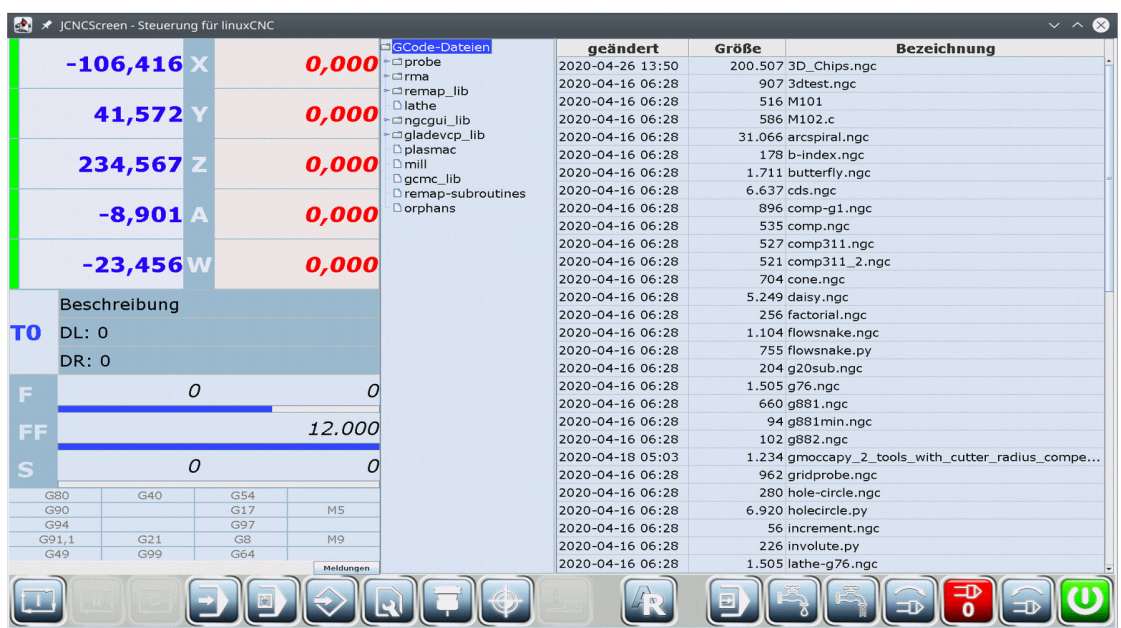 JCNCScreen - Steuerung für linuxCNC
-106,416 X 0,000
41,572 Y 0,000
234,567 Z 0,000
-8,901 A 0,000
-23,456 W 0,000
T0
Beschreibung
DL: 0
DR: 0
F 0 0
FF 12.000
S 0 0
G80 G40 G54
G90 G17 M5
G94 G97
G91,1 G21 G8 M9
G49 G99 G64
Meldungen
GCode-Dateien
probe
rma
remap_lib
lathe
ngcgui_lib
gladevcp_lib
plasmac
mill
gcmc_lib
remap-subroutines
orphans
geändert Größe Bezeichnung
2020-04-26 13:50 200.507 3D_Chips.ngc
2020-04-16 06:28 907 3dtest.ngc
2020-04-16 06:28 516 M101
2020-04-16 06:28 586 M102.c
2020-04-16 06:28 31.066 arcspiral.ngc
2020-04-16 06:28 178 b-index.ngc
2020-04-16 06:28 1.711 butterfly.ngc
2020-04-16 06:28 6.637 cds.ngc
2020-04-16 06:28 896 comp-g1.ngc
2020-04-16 06:28 535 comp.ngc
2020-04-16 06:28 527 comp311.ngc
2020-04-16 06:28 521 comp311_2.ngc
2020-04-16 06:28 704 cone.ngc
2020-04-16 06:28 5.249 daisy.ngc
2020-04-16 06:28 256 factorial.ngc
2020-04-16 06:28 1.104 flowsnake.ngc
2020-04-16 06:28 755 flowsnake.py
2020-04-16 06:28 204 g20sub.ngc
2020-04-16 06:28 1.505 g76.ngc
2020-04-16 06:28 660 g881.ngc
2020-04-16 06:28 94 g881min.ngc
2020-04-16 06:28 102 g882.ngc
2020-04-18 05:03 1.234 gmoccapy_2_tools_with_cutter_radius_compe...
2020-04-16 06:28 962 gridprobe.ngc
2020-04-16 06:28 280 hole-circle.ngc
2020-04-16 06:28 6.920 holecircle.py
2020-04-16 06:28 56 increment.ngc
2020-04-16 06:28 226 involute.py
2020-04-16 06:28 1.505 lathe-g76.ngc
AR
0